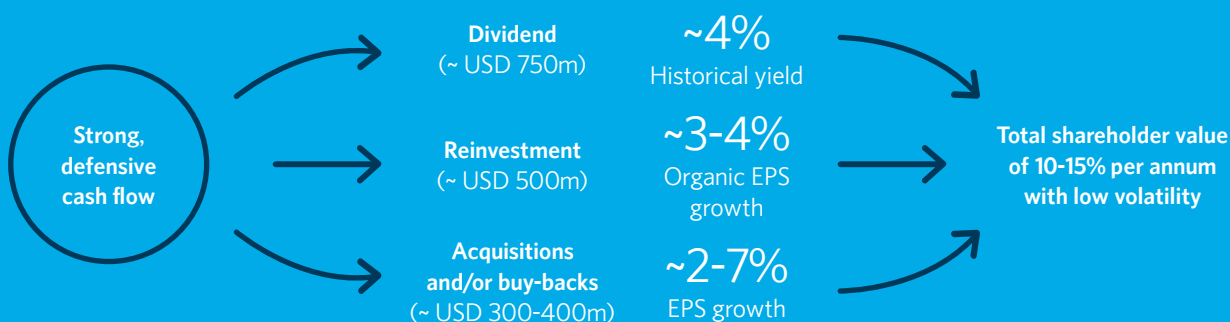 Strong,
defensive
cash flow
Dividend
(~ USD 750m)
~4%
Historical yield
Reinvestment
(~ USD 500m)
~3-4%
Organic EPS
growth
Acquisitions
and/or buy-backs
(~ USD 300-400m)
~2-7%
EPS growth
Total shareholder value
of 10-15% per annum
with low volatility